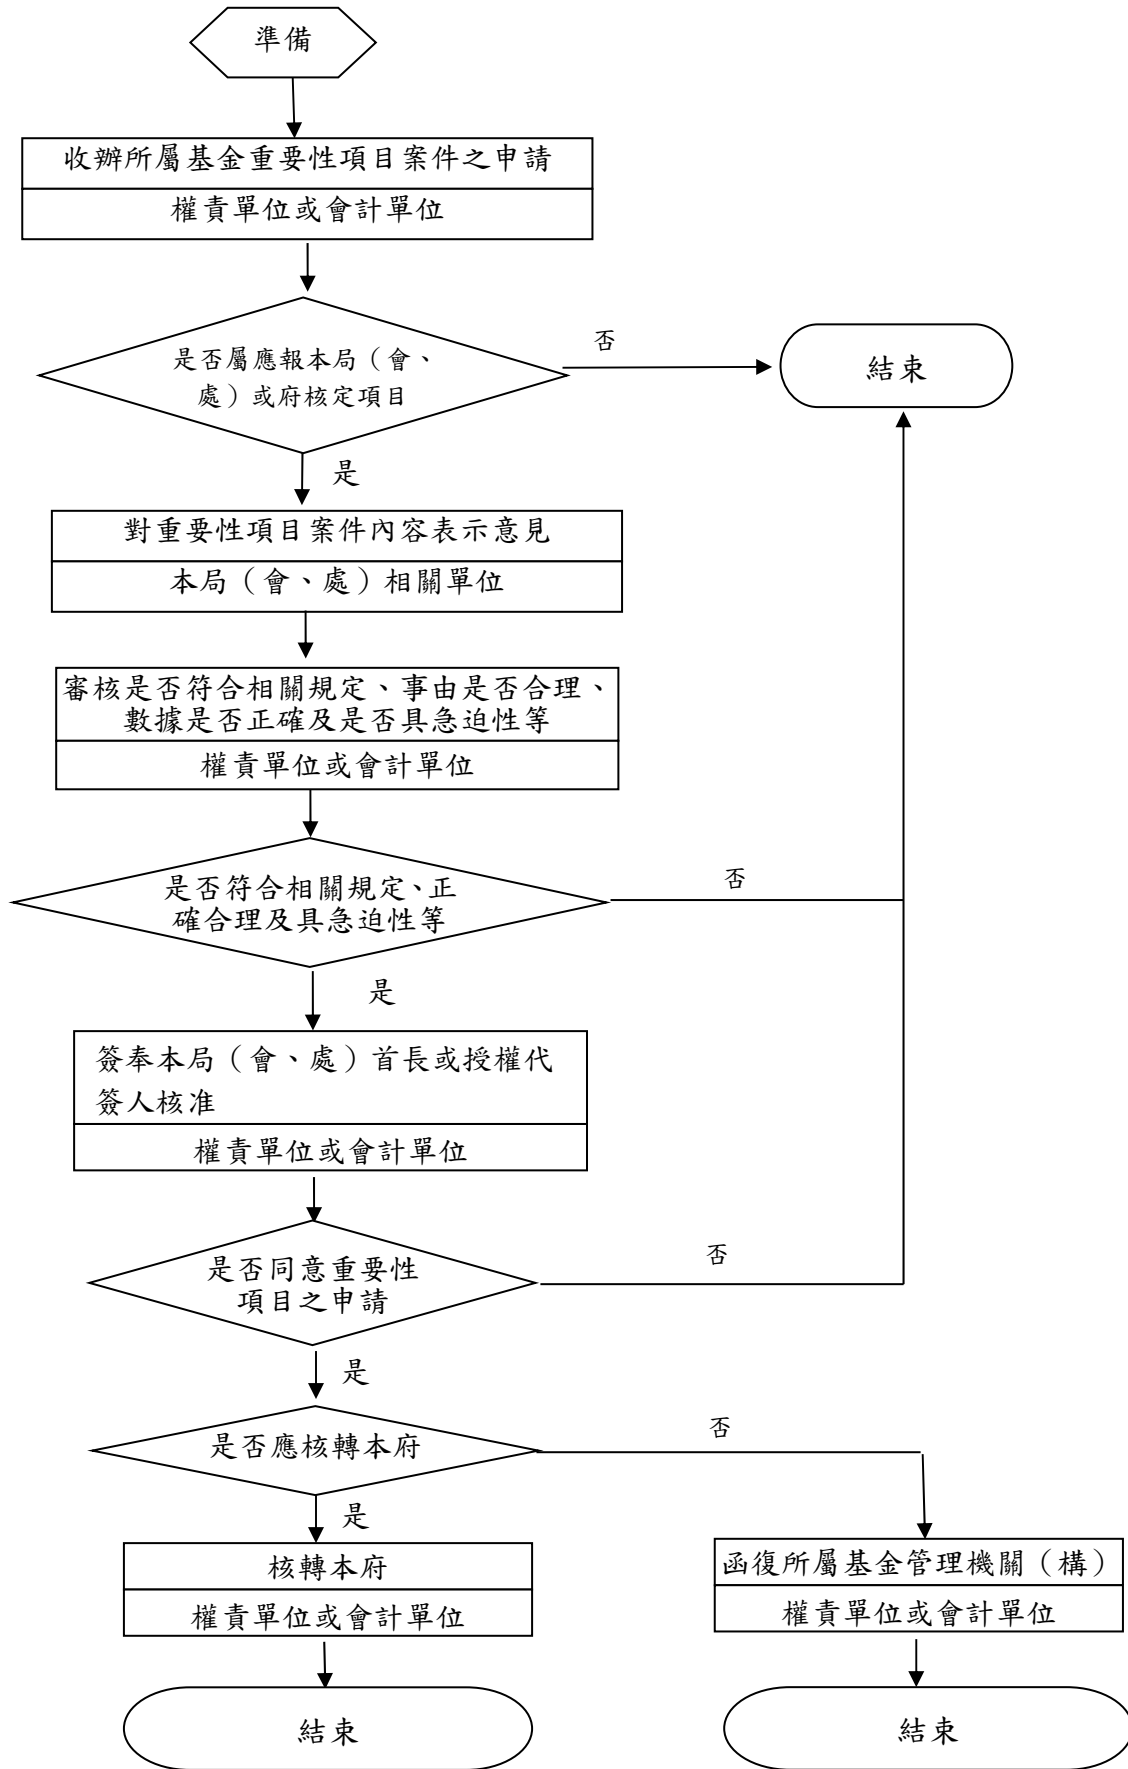 準備
收辦所屬基金重要性項目案件之申請
權責單位或會計單位
是否屬應報本局（會、
處）或府核定項目
否
結束
是
對重要性項目案件內容表示意見
本局（會、處）相關單位
審核是否符合相關規定、事由是否合理、
數據是否正確及是否具急迫性等
權責單位或會計單位
是否符合相關規定、正
確合理及具急迫性等
否
是
簽奉本局（會、處）首長或授權代
簽人核准
權責單位或會計單位
是否同意重要性
項目之申請
否
是
是否應核轉本府
否
是
核轉本府
權責單位或會計單位
函復所屬基金管理機關（構）
權責單位或會計單位
結束
結束